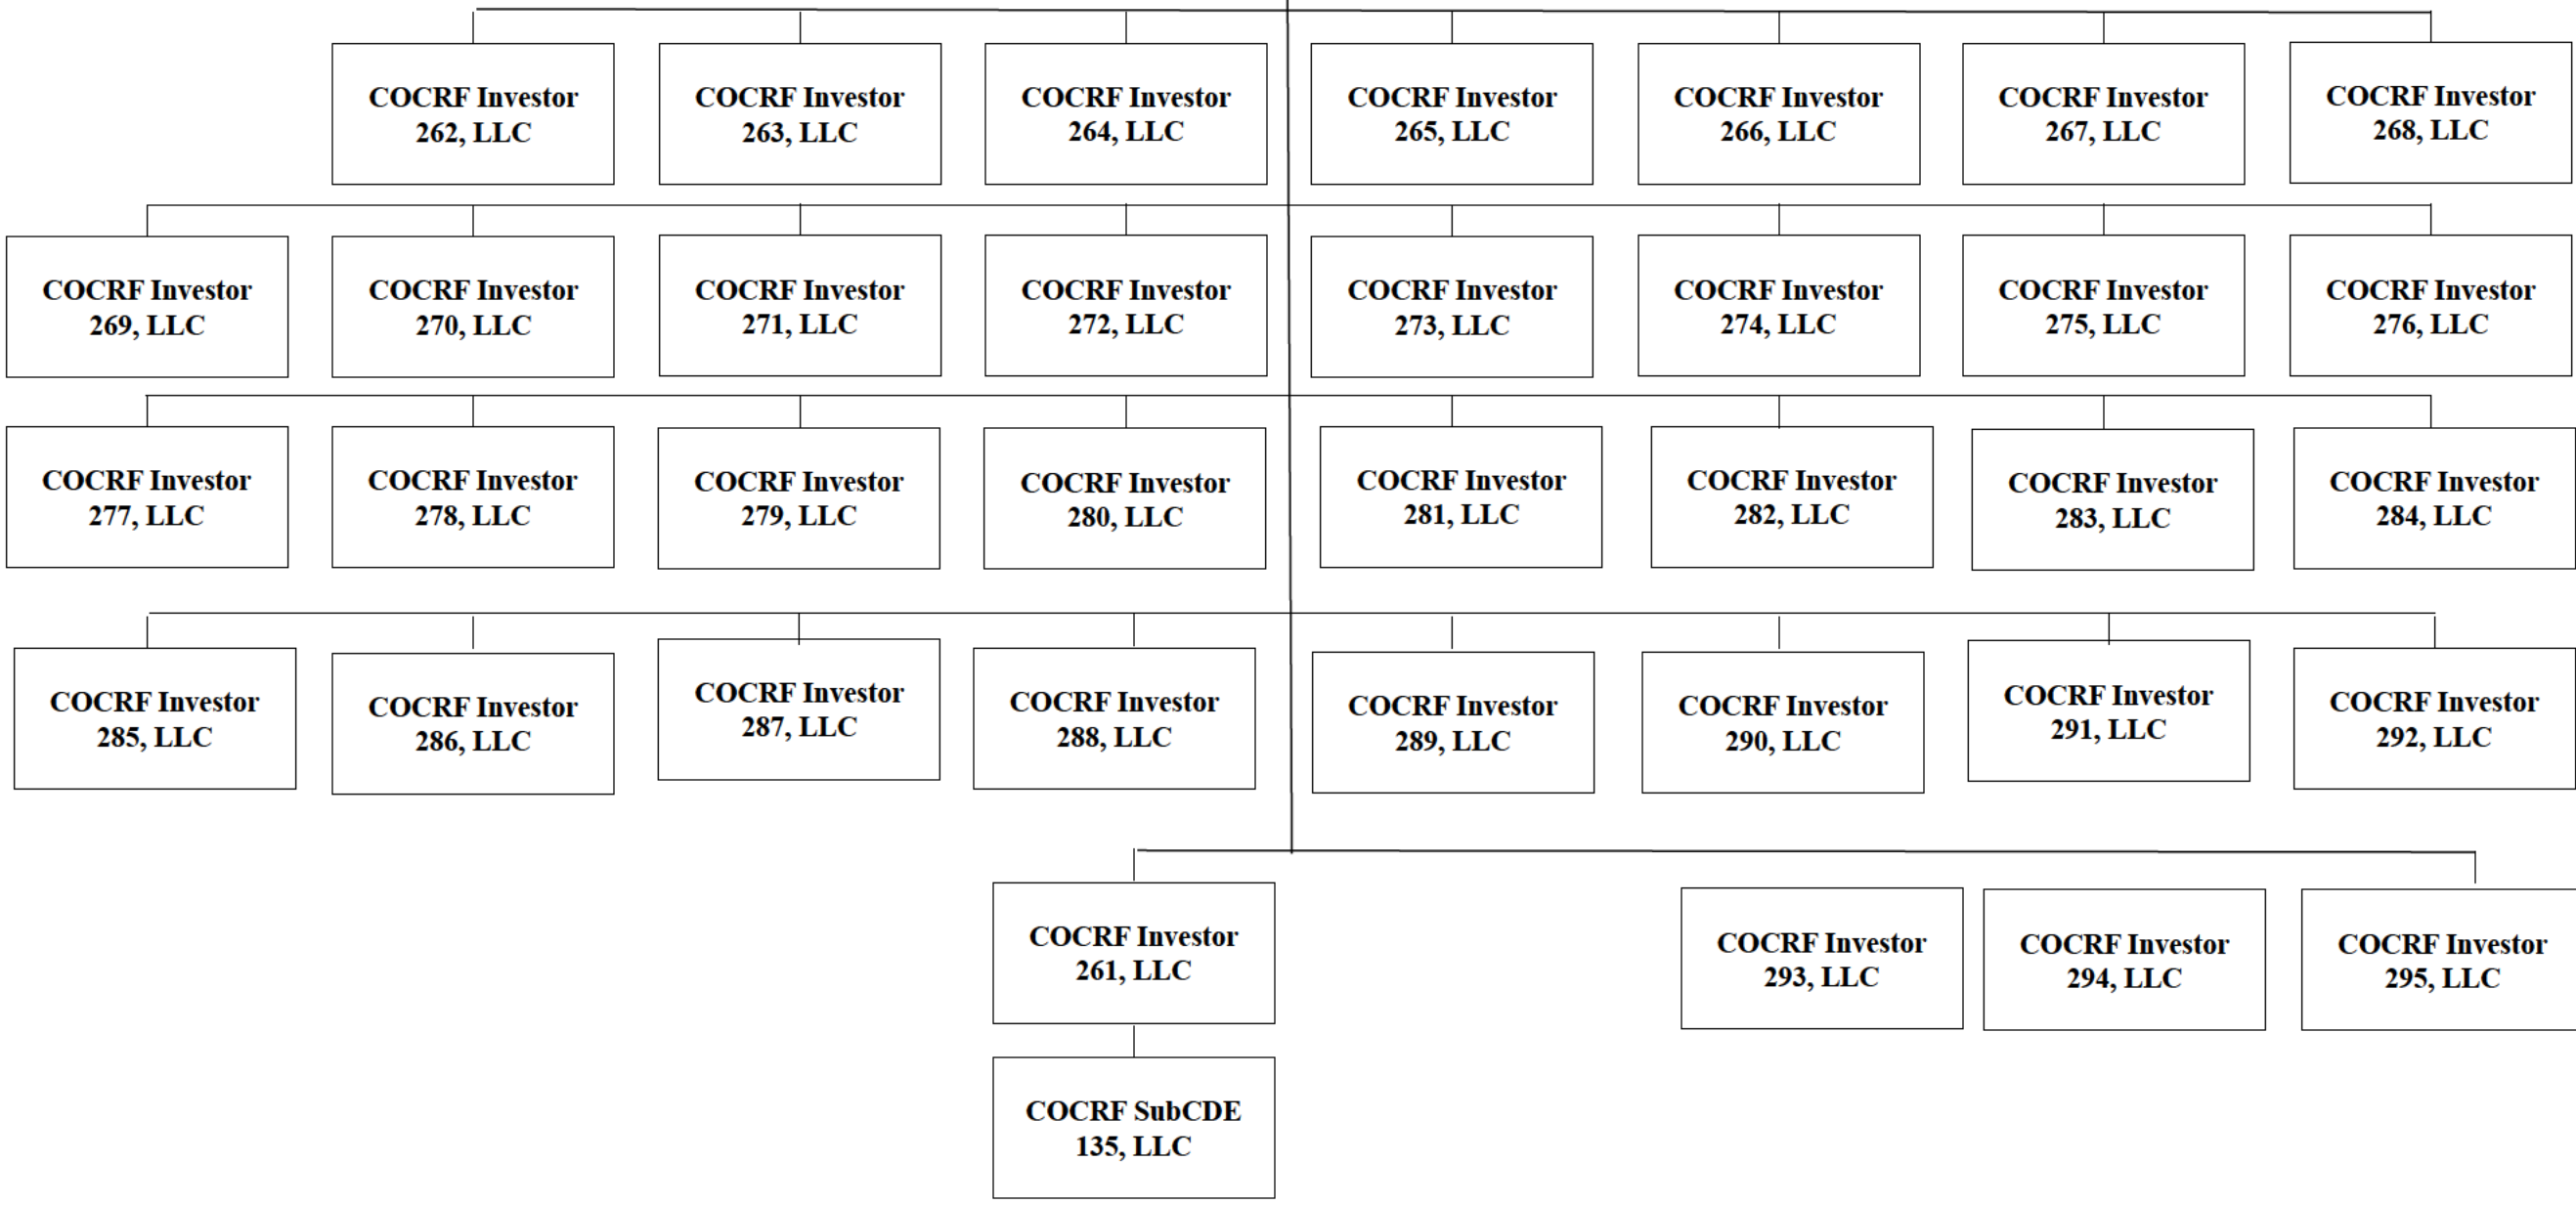 COCRF Investor
262, LLC
COCRF Investor
263, LLC
COCRF Investor
264, LLC
COCRF Investor
265, LLC
COCRF Investor
266, LLC
COCRF Investor
267, LLC
COCRF Investor
268, LLC
COCRF Investor
269, LLC
COCRF Investor
270, LLC
COCRF Investor
271, LLC
COCRF Investor
272, LLC
COCRF Investor
273, LLC
COCRF Investor
274, LLC
COCRF Investor
275, LLC
COCRF Investor
276, LLC
COCRF Investor
277, LLC
COCRF Investor
278, LLC
COCRF Investor
279, LLC
COCRF Investor
280, LLC
COCRF Investor
281, LLC
COCRF Investor
282, LLC
COCRF Investor
283, LLC
COCRF Investor
284, LLC
COCRF Investor
285, LLC
COCRF Investor
286, LLC
COCRF Investor
287, LLC
COCRF Investor
288, LLC
COCRF Investor
289, LLC
COCRF Investor
290, LLC
COCRF Investor
291, LLC
COCRF Investor
292, LLC
COCRF Investor
261, LLC
COCRF Investor
293, LLC
COCRF Investor
294, LLC
COCRF Investor
295, LLC
COCRF SubCDE
135, LLC